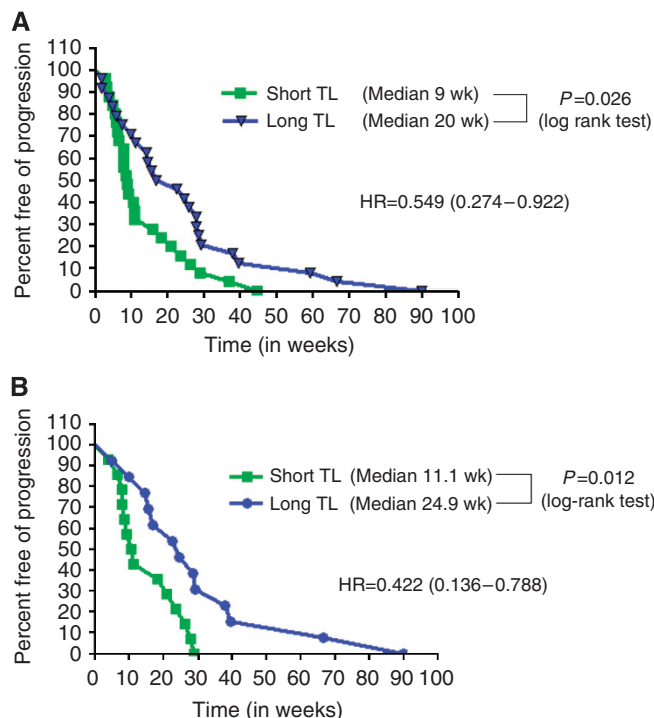 A
110
100
90
80
70
60
50
40
30
20
10
0
Percent free of progression
Short TL (Median 9 wk)
Long TL (Median 20 wk)
P=0.026
(log rank test)
HR=0.549 (0.274–0.922)
0 10 20 30 40 50 60 70 80 90 100
Time (in weeks)
B
110
100
90
80
70
60
50
40
30
20
10
0
Percent free of progression
Short TL (Median 11.1 wk)
Long TL (Median 24.9 wk)
P=0.012
(log-rank test)
HR=0.422 (0.136–0.788)
0 10 20 30 40 50 60 70 80 90 100
Time (in weeks)